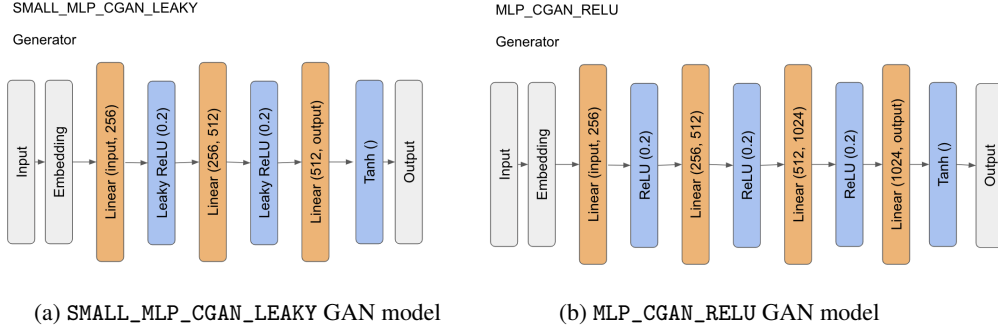 SMALL_MLP_CGAN_LEAKY
Generator
Input
Embedding
Linear (input, 256)
Leaky ReLU (0.2)
Linear (256, 512)
Leaky ReLU (0.2)
Linear (512, output)
Tanh ()
Output
(a) SMALL_MLP_CGAN_LEAKY GAN model
MLP_CGAN_RELU
Generator
Input
Embedding
Linear (input, 256)
ReLU (0.2)
Linear (256, 512)
ReLU (0.2)
Linear (512, 1024)
ReLU (0.2)
Linear (1024, output)
Tanh ()
Output
(b) MLP_CGAN_RELU GAN model